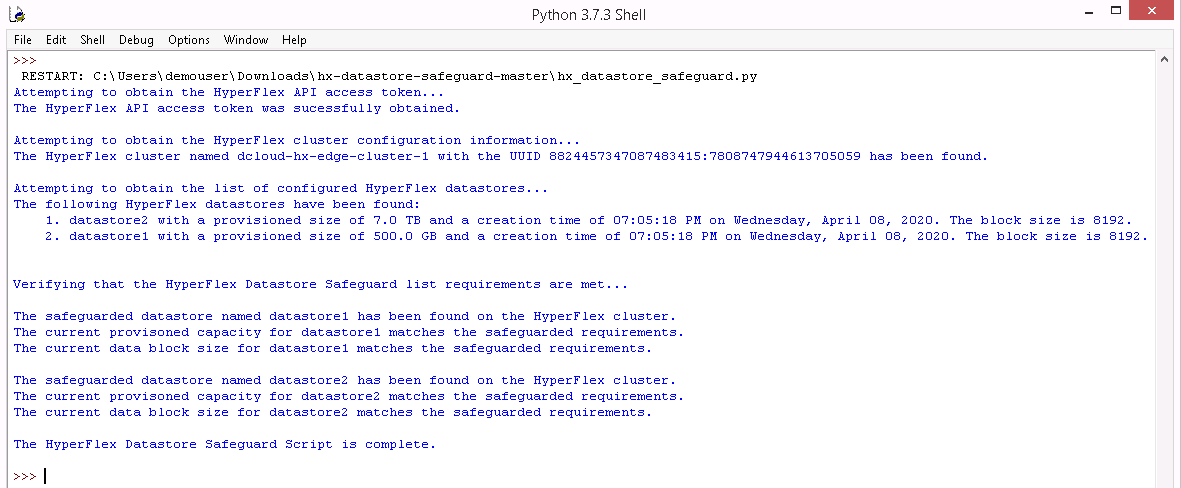 Python 3.7.3 Shell
File Edit Shell Debug Options Window Help
>>>
RESTART: C:\Users\demouser\Downloads\hx-datastore-safeguard-master\hx_datastore_safeguard.py
Attempting to obtain the HyperFlex API access token...
The HyperFlex API access token was sucessfully obtained.
Attempting to obtain the HyperFlex cluster configuration information...
The HyperFlex cluster named dcloud-hx-edge-cluster-1 with the UUID 8824457347087483415:7808747944613705059 has been found.
Attempting to obtain the list of configured HyperFlex datastores...
The following HyperFlex datastores have been found:
1. datastore2 with a provisioned size of 7.0 TB and a creation time of 07:05:18 PM on Wednesday, April 08, 2020. The block size is 8192.
2. datastore1 with a provisioned size of 500.0 GB and a creation time of 07:05:18 PM on Wednesday, April 08, 2020. The block size is 8192.
Verifying that the HyperFlex Datastore Safeguard list requirements are met...
The safeguarded datastore named datastore1 has been found on the HyperFlex cluster.
The current provisoned capacity for datastore1 matches the safeguarded requirements.
The current data block size for datastore1 matches the safeguarded requirements.
The safeguarded datastore named datastore2 has been found on the HyperFlex cluster.
The current provisoned capacity for datastore2 matches the safeguarded requirements.
The current data block size for datastore2 matches the safeguarded requirements.
The HyperFlex Datastore Safeguard Script is complete.
>>>